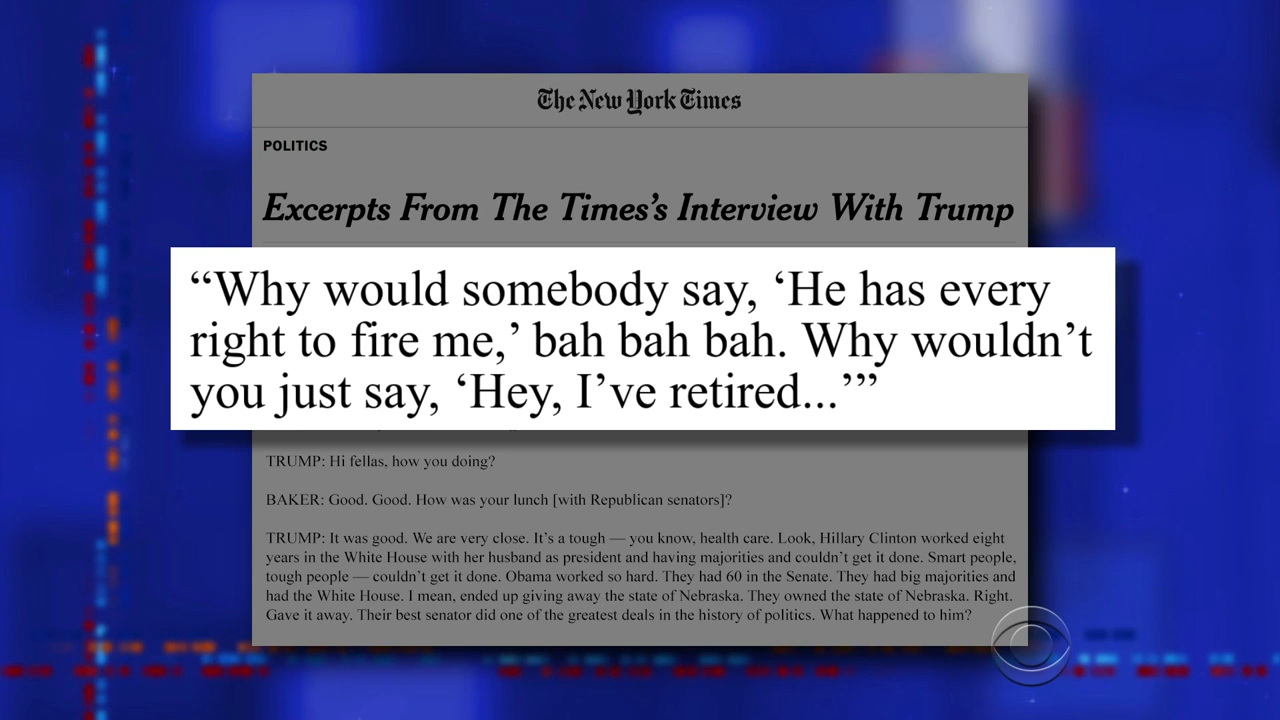 The New York Times
POLITICS
Excerpts From The Times's Interview With Trump
“Why would somebody say, ‘He has every
right to fire me,’ bah bah bah. Why wouldn’t
you just say, ‘Hey, I’ve retired...’”
TRUMP: Hi fellas, how you doing?
BAKER: Good. Good. How was your lunch [with Republican senators]?
TRUMP: It was good. We are very close. It’s a tough — you know, health care. Look, Hillary Clinton worked eight
years in the White House with her husband as president and having majorities and couldn’t get it done. Smart people,
tough people — couldn’t get it done. Obama worked so hard. They had 60 in the Senate. They had big majorities and
had the White House. I mean, ended up giving away the state of Nebraska. They owned the state of Nebraska. Right.
Gave it away. Their best senator did one of the greatest deals in the history of politics. What happened to him?